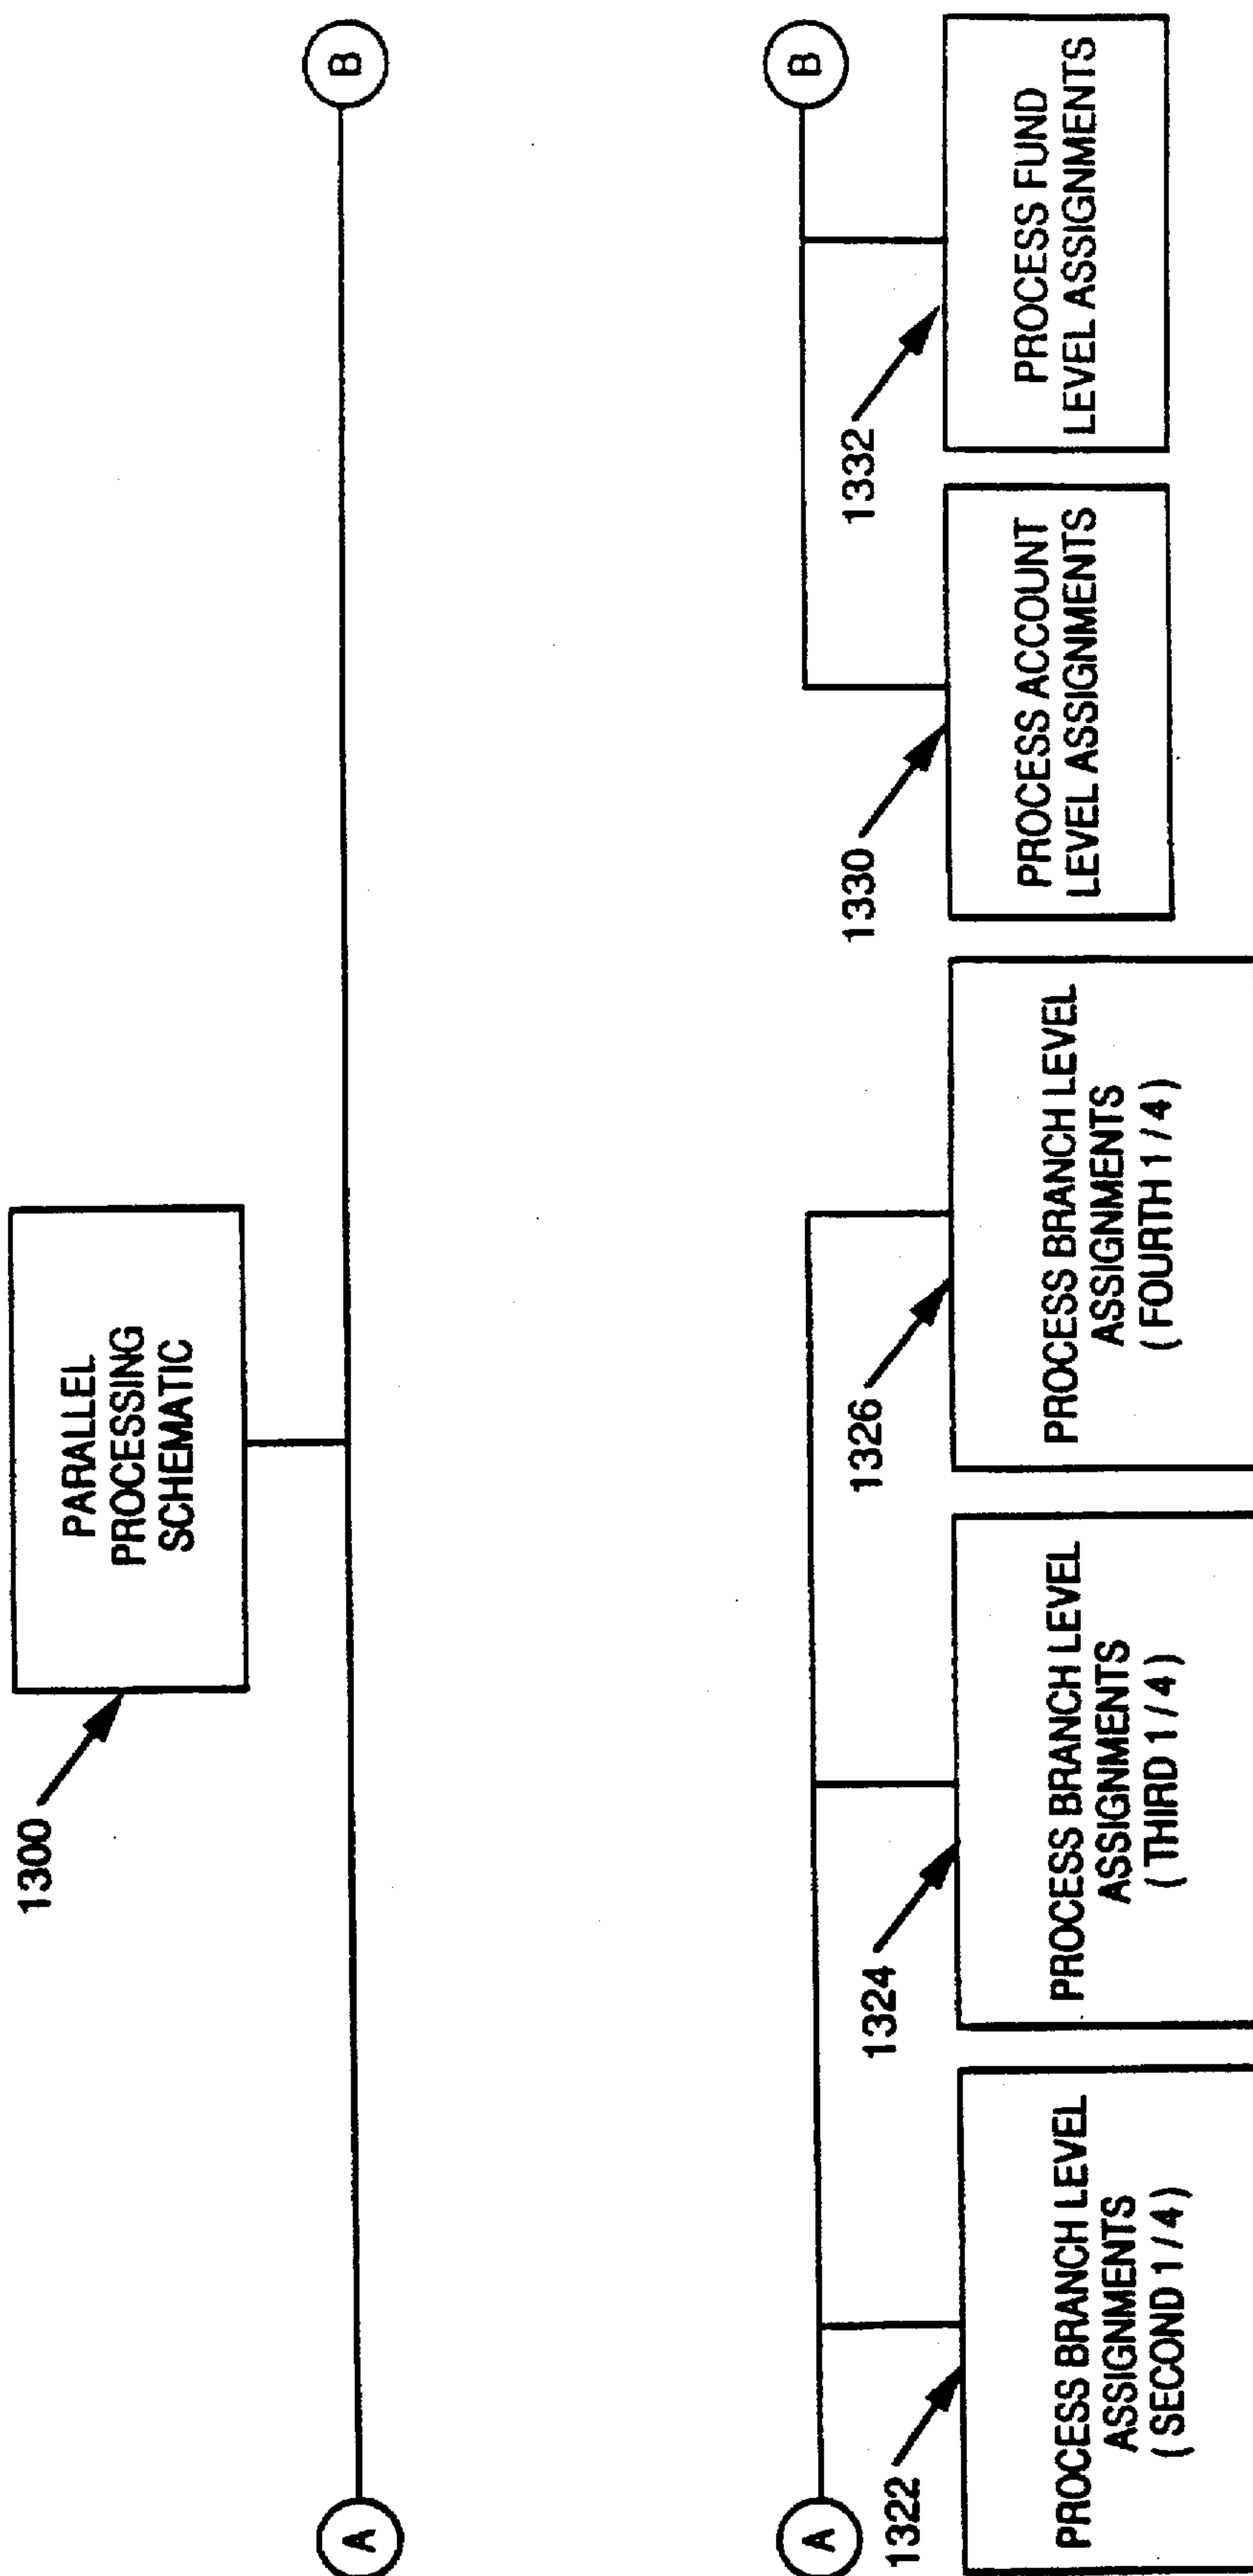 1300
PARALLEL
PROCESSING
SCHEMATIC
A
B
A
B
1322
PROCESS BRANCH LEVEL
ASSIGNMENTS
( SECOND 1 / 4 )
1324
PROCESS BRANCH LEVEL
ASSIGNMENTS
( THIRD 1 / 4 )
1326
PROCESS BRANCH LEVEL
ASSIGNMENTS
( FOURTH 1 / 4 )
1330
PROCESS ACCOUNT
LEVEL ASSIGNMENTS
1332
PROCESS FUND
LEVEL ASSIGNMENTS